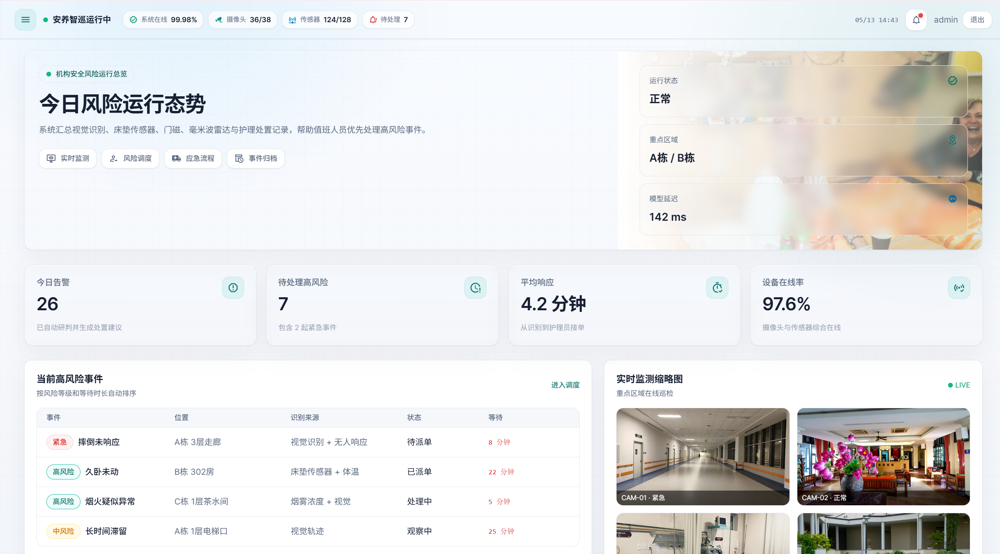 安养智巡运行中
系统在线 99.98%
摄像头 36/38
传感器 124/128
待处理 7
05/13 14:43
admin
退出
机构安全风险运行总览
今日风险运行态势
系统汇总视觉识别、床垫传感器、门磁、毫米波雷达与护理处置记录，帮助值班人员优先处理高风险事件。
实时监测
风险调度
应急流程
事件归档
运行状态
正常
重点区域
A栋 / B栋
模型延迟
142 ms
今日告警
26
已自动研判并生成处置建议
待处理高风险
7
包含 2 起紧急事件
平均响应
4.2 分钟
从识别到护理员接单
设备在线率
97.6%
摄像头与传感器综合在线
当前高风险事件
按风险等级和等待时长自动排序
进入调度
事件 位置 识别来源 状态 等待
紧急 摔倒未响应 A栋 3层走廊 视觉识别 + 无人响应 待派单 8 分钟
高风险 久卧未动 B栋 302房 床垫传感器 + 体温 已派单 22 分钟
高风险 烟火疑似异常 C栋 1层茶水间 烟雾浓度 + 视觉 处理中 5 分钟
中风险 长时间滞留 A栋 1层电梯口 视觉轨迹 观察中 25 分钟
实时监测缩略图
重点区域在线巡检
LIVE
CAM-01 · 紧急
CAM-02 · 正常